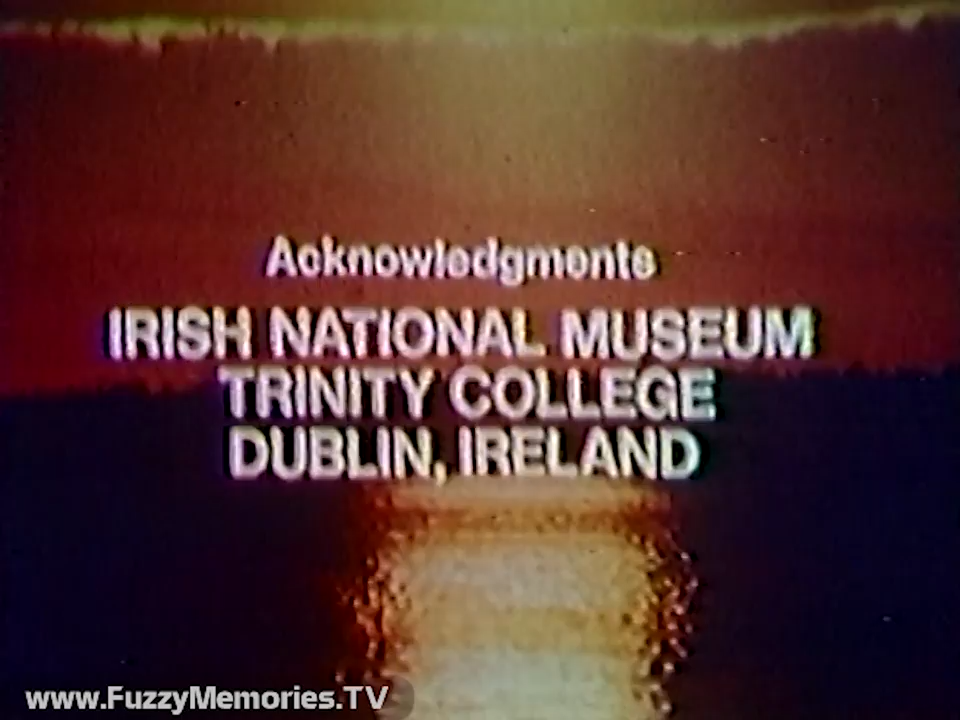 Acknowledgments
IRISH NATIONAL MUSEUM
TRINITY COLLEGE
DUBLIN, IRELAND
www.FuzzyMemories.TV